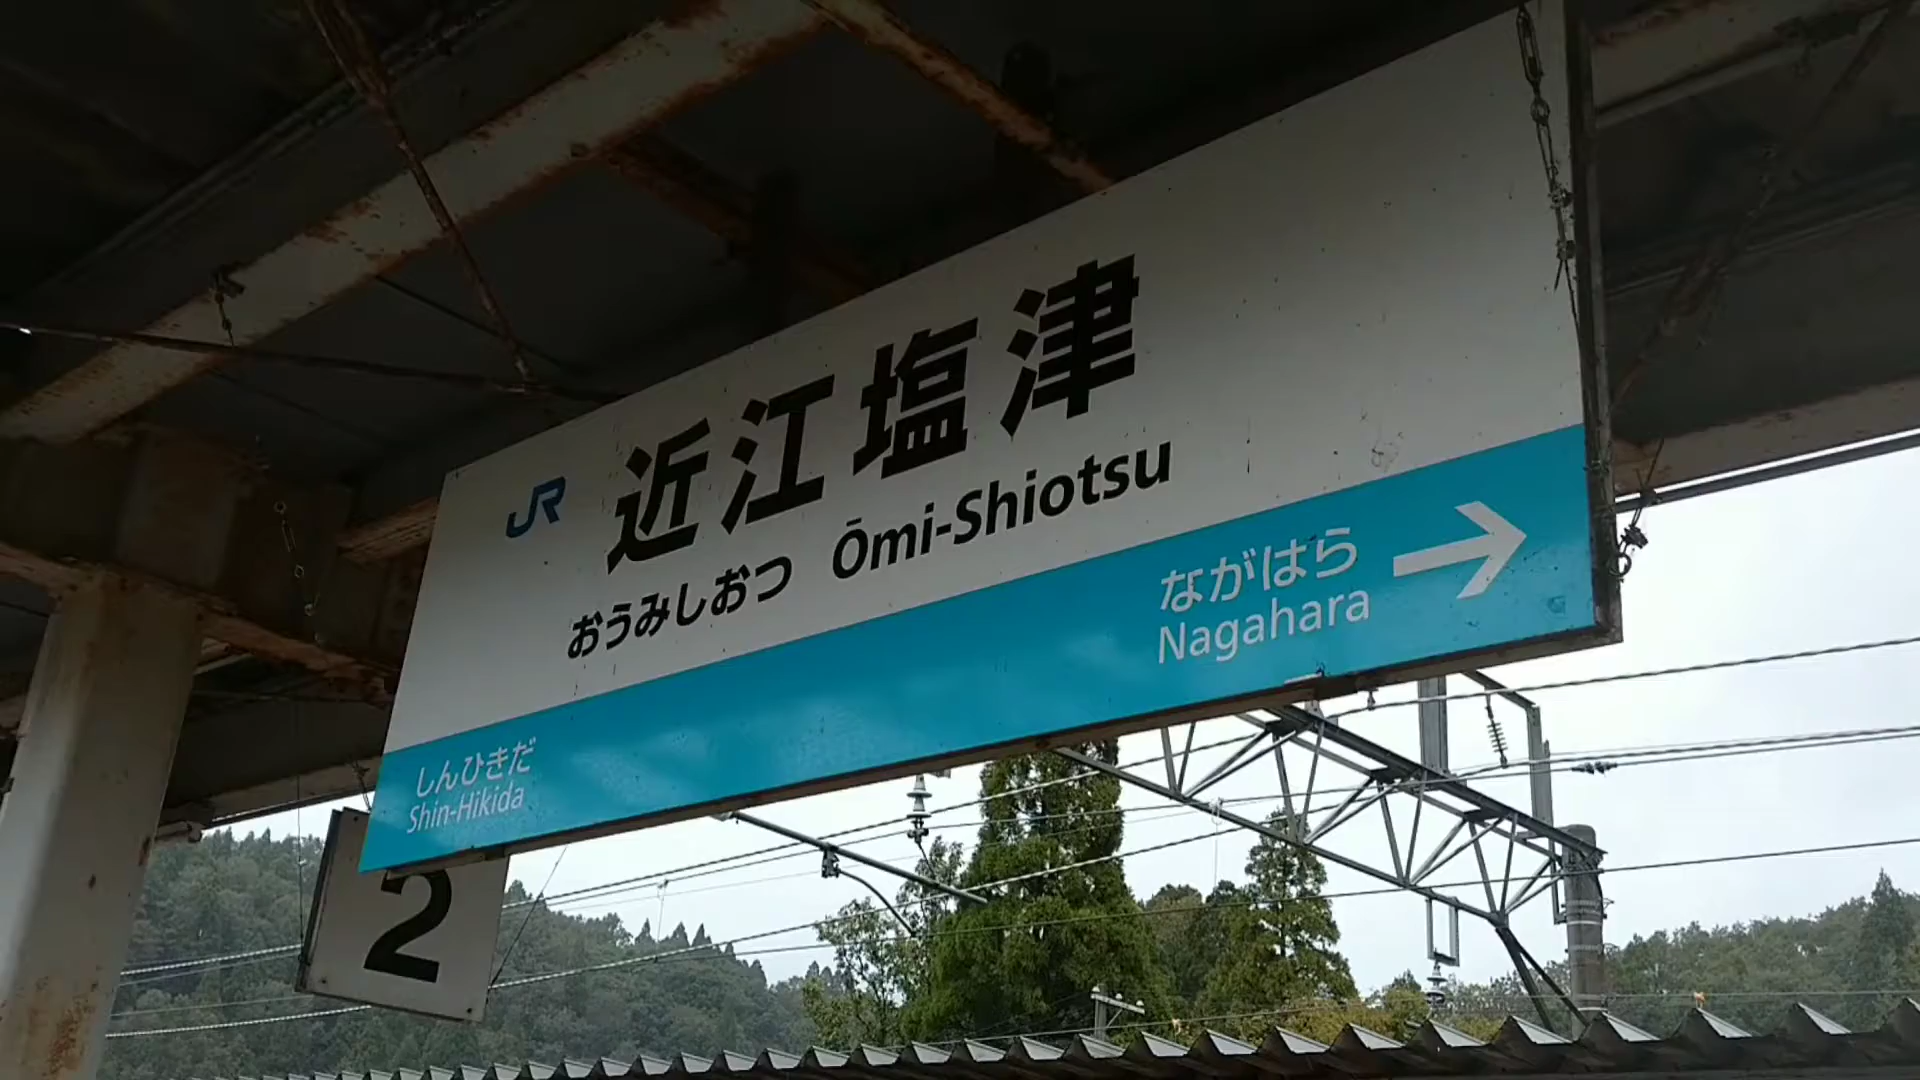 JR 近江塩津
おうみしおつ Ōmi-Shiotsu
ながはら
Nagahara
しんひきだ
Shin-Hikida
2